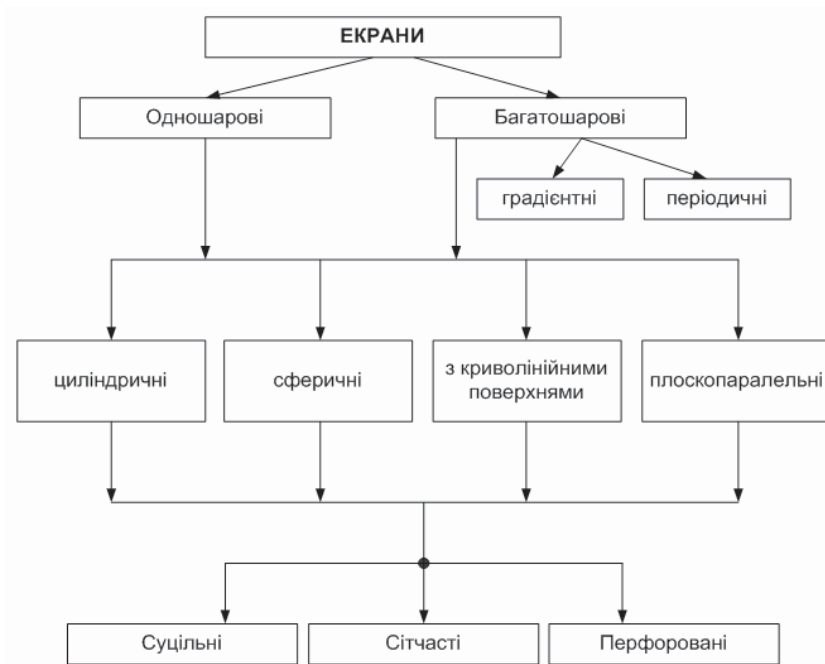 ЕКРАНИ
Одношарові
Багатошарові
градієнтні
періодичні
циліндричні
сферичні
з криволінійними
поверхнями
плоскопаралельні
Суцільні
Сітчасті
Перфоровані